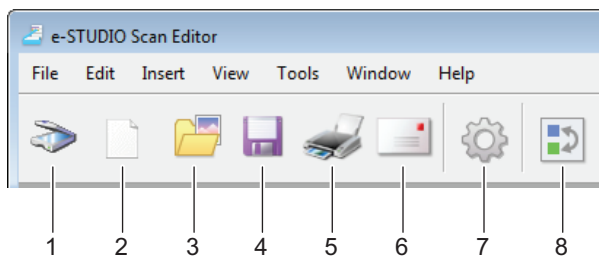 e-STUDIO Scan Editor
File Edit Insert View Tools Window Help
1 2 3 4 5 6 7 8